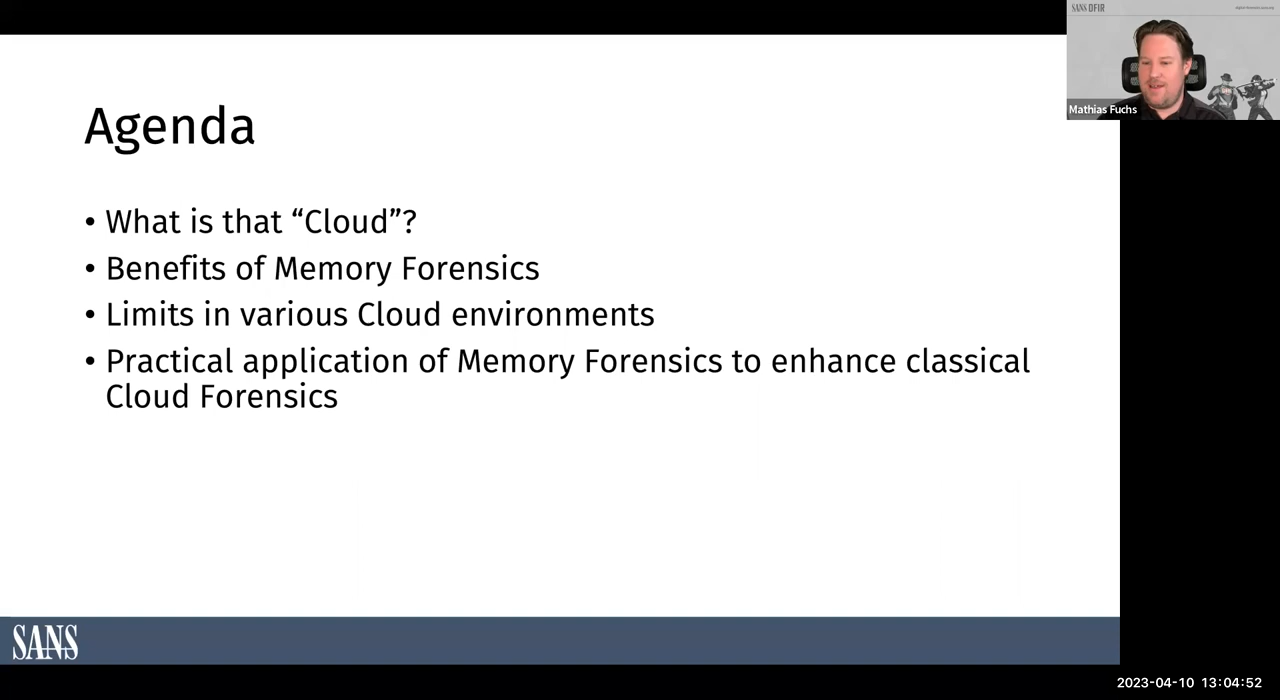 SANS DFIR
Mathias Fuchs
Agenda
• What is that “Cloud”?
• Benefits of Memory Forensics
• Limits in various Cloud environments
• Practical application of Memory Forensics to enhance classical
Cloud Forensics
SANS
2023-04-10 13:04:52